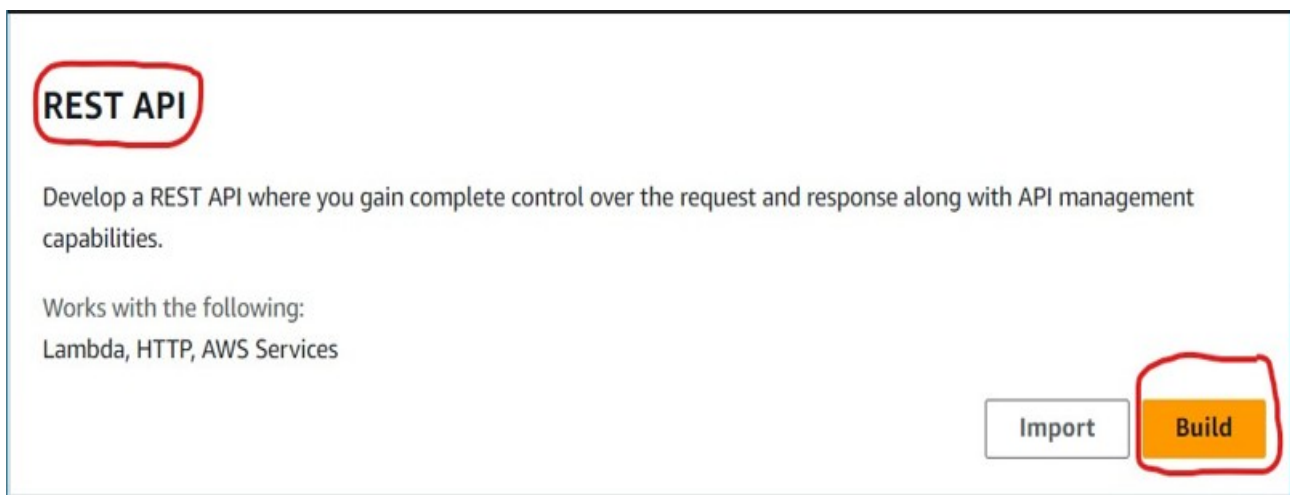 REST API
Develop a REST API where you gain complete control over the request and response along with API management
capabilities.
Works with the following:
Lambda, HTTP, AWS Services
Import
Build